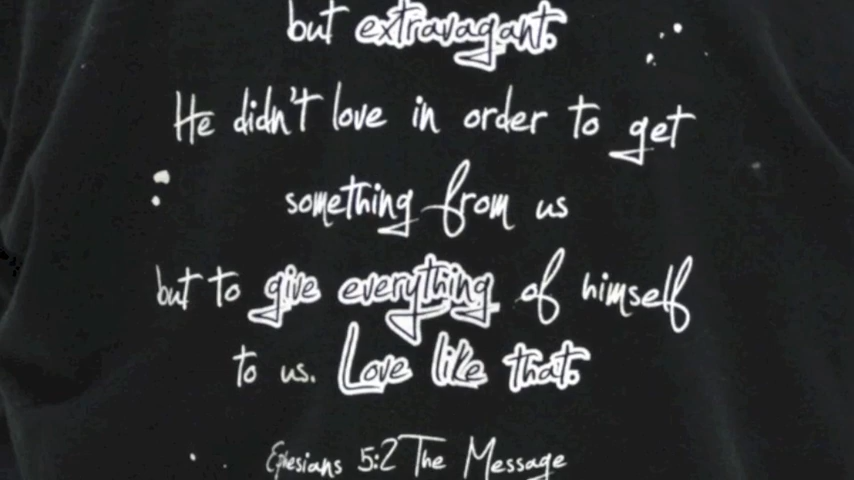 but extravagant.
He didn't love in order to get
something from us
but to give everything of himself
to us. Love like that.
Ephesians 5:2 The Message